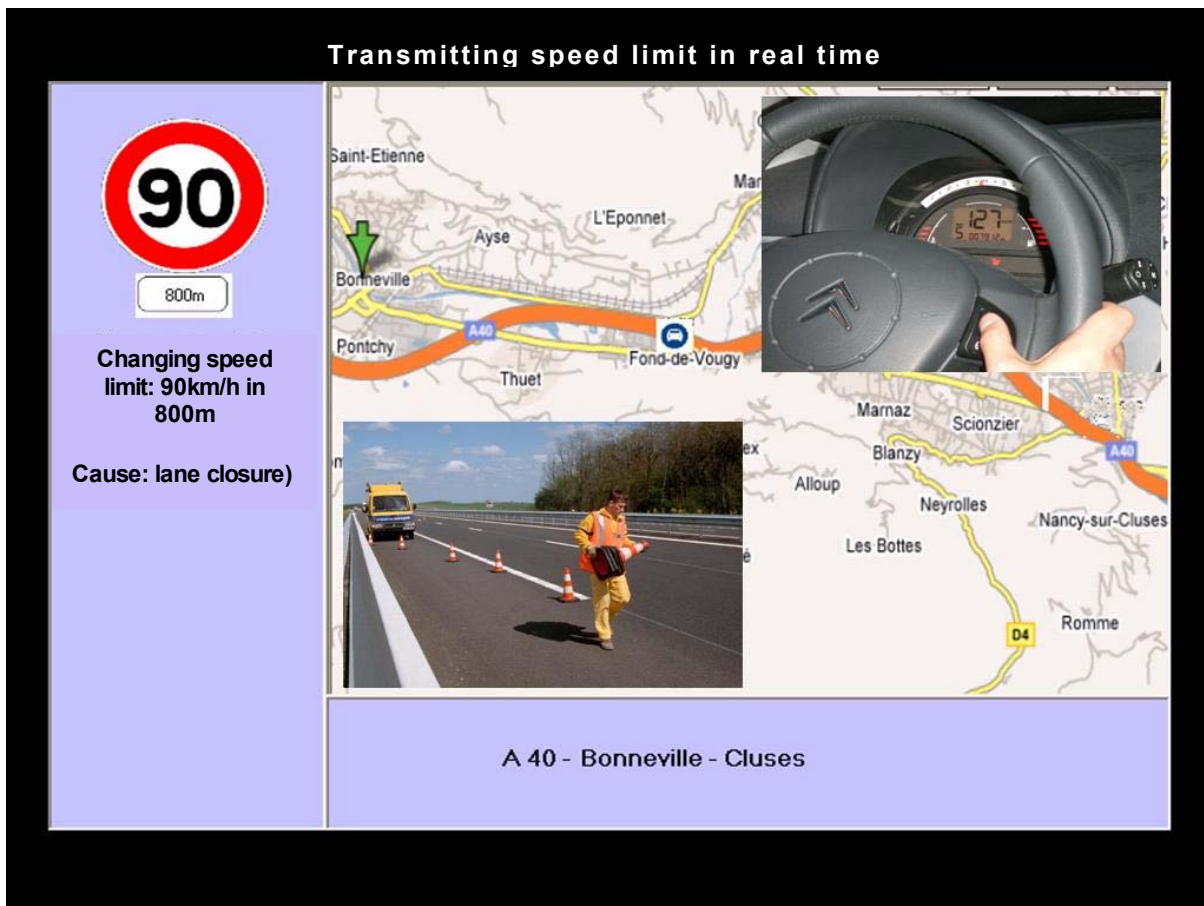 Transmitting speed limit in real time
90
800m
Changing speed
limit: 90km/h in
800m
Cause: lane closure)
Saint-Etienne
L'Eponnet
Ayse
Bonneville
A40
Pontchy
Fond-de-Vougy
Thuet
127
Marnaz
Scionzier
Blanzy
A40
Alloup
Neyrolles
Nancy-sur-Cluses
Les Bottes
Romme
D4
A 40 - Bonneville - Cluses